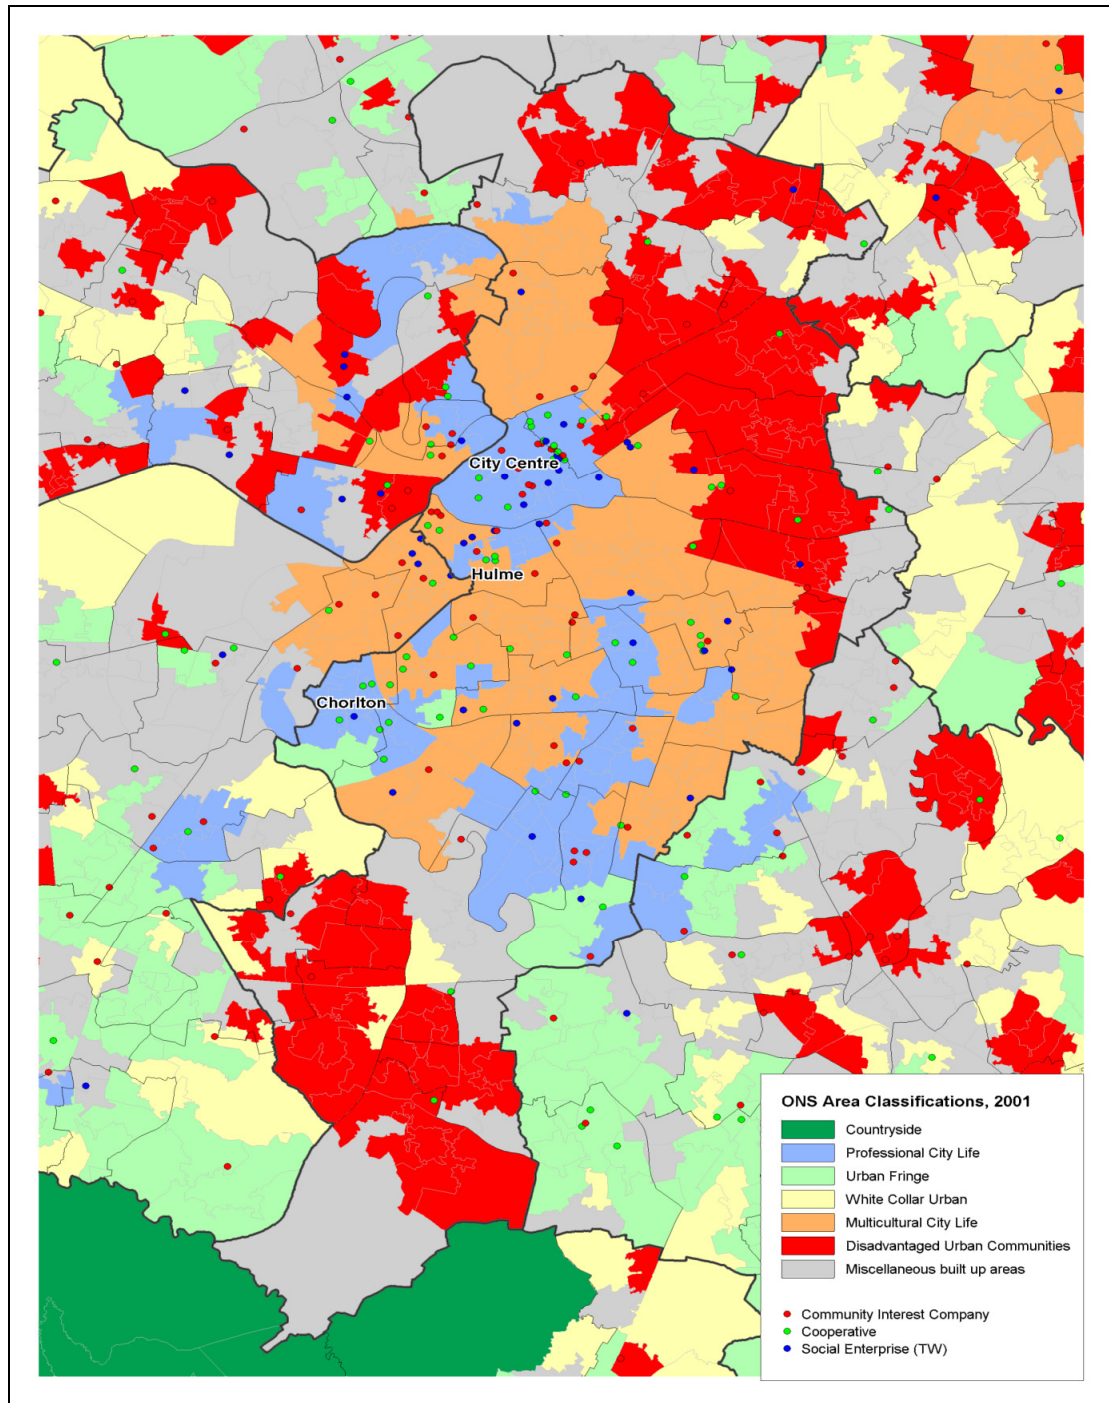 City Centre
Hulme
Chorlton
ONS Area Classifications, 2001
Countryside
Professional City Life
Urban Fringe
White Collar Urban
Multicultural City Life
Disadvantaged Urban Communities
Miscellaneous built up areas
Community Interest Company
Cooperative
Social Enterprise (TW)